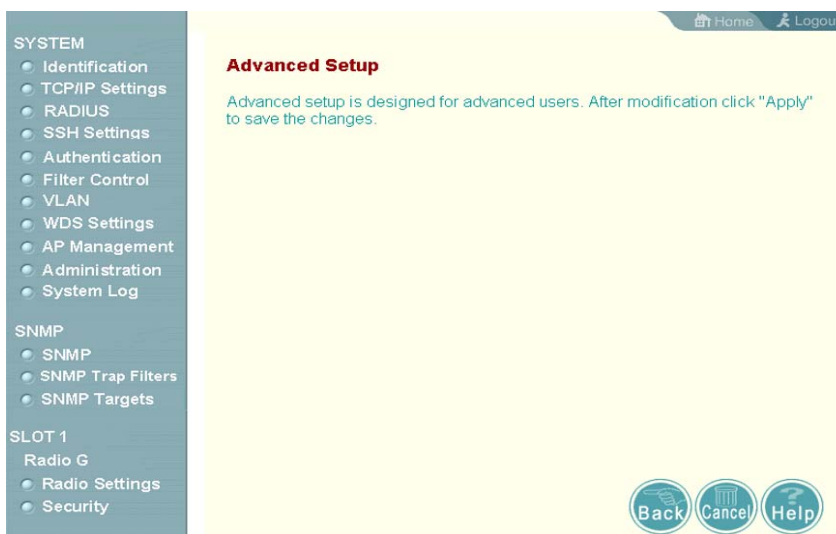 Home Logou
SYSTEM
Identification
TCP/IP Settings
RADIUS
SSH Settings
Authentication
Filter Control
VLAN
WDS Settings
AP Management
Administration
System Log
SNMP
SNMP
SNMP Trap Filters
SNMP Targets
SLOT 1
Radio G
Radio Settings
Security
Advanced Setup
Advanced setup is designed for advanced users. After modification click "Apply"
to save the changes.
Back Cancel Help